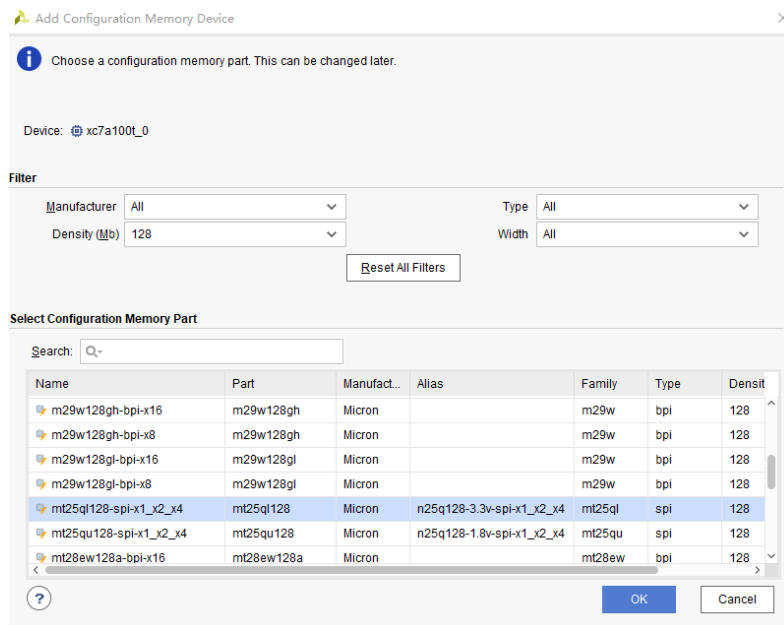 Add Configuration Memory Device
Choose a configuration memory part. This can be changed later.
Device: xc7a100t_0
Filter
Manufacturer All Type All
Density (Mb) 128 Width All
Reset All Filters
Select Configuration Memory Part
Search:
Name Part Manufact... Alias Family Type Densit
m29w128gh-bpi-x16 m29w128gh Micron m29w bpi 128
m29w128gh-bpi-x8 m29w128gh Micron m29w bpi 128
m29w128gl-bpi-x16 m29w128gl Micron m29w bpi 128
m29w128gl-bpi-x8 m29w128gl Micron m29w bpi 128
mt25ql128-spi-x1_x2_x4 mt25ql128 Micron n25q128-3.3v-spi-x1_x2_x4 mt25ql spi 128
mt25qu128-spi-x1_x2_x4 mt25qu128 Micron n25q128-1.8v-spi-x1_x2_x4 mt25qu spi 128
mt28ew128a-bpi-x16 mt28ew128a Micron mt28ew bpi 128
? OK Cancel